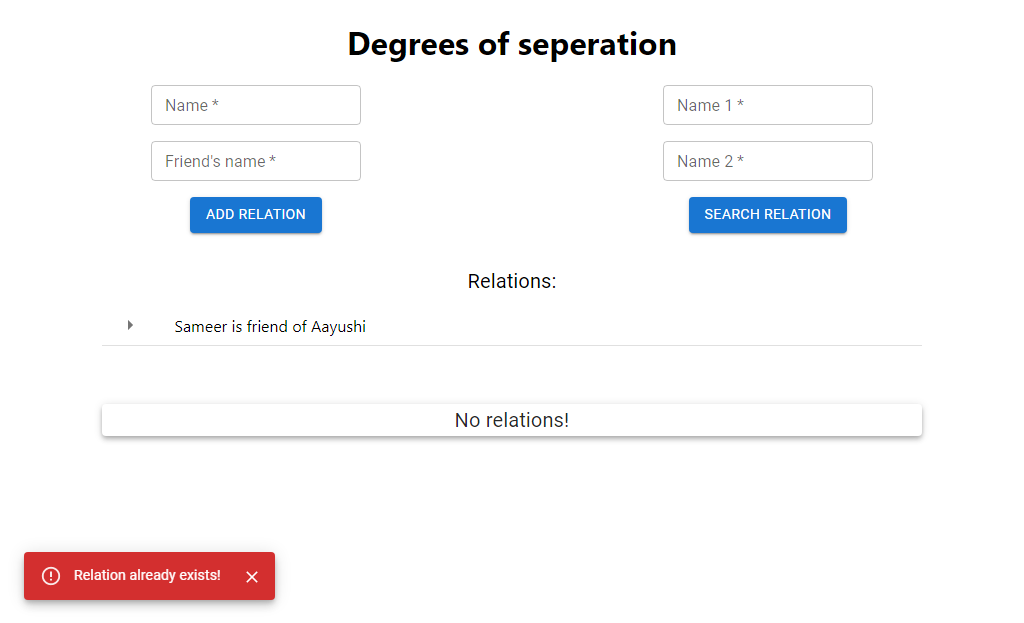 Degrees of seperation
Name *
Friend's name *
ADD RELATION
Name 1 *
Name 2 *
SEARCH RELATION
Relations:
Sameer is friend of Aayushi
No relations!
Relation already exists!